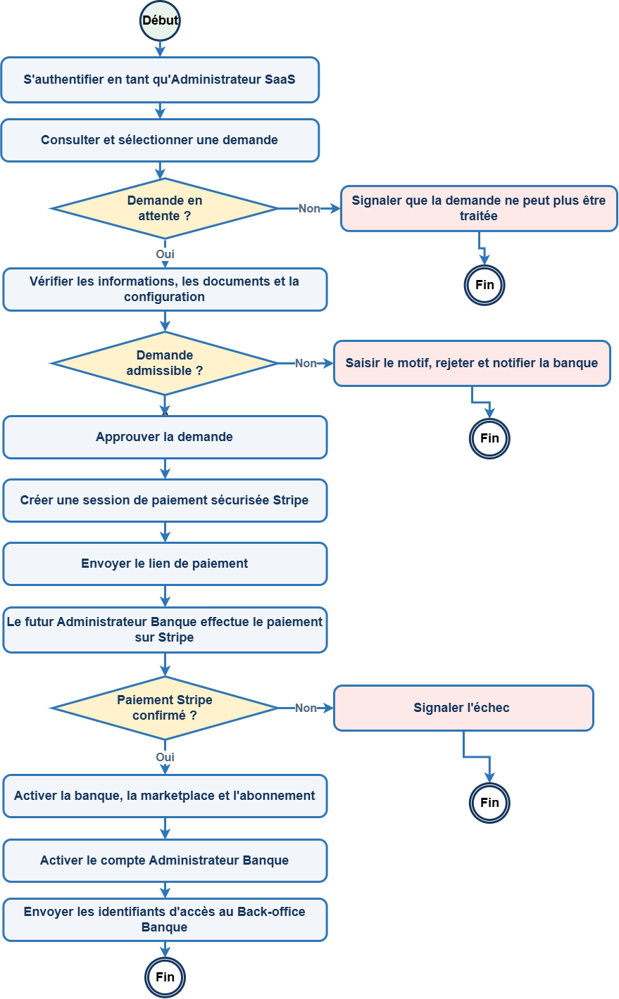 Début
S'authentifier en tant qu'Administrateur SaaS
Consulter et sélectionner une demande
Demande en
attente ?
Non
Signaler que la demande ne peut plus être
traitée
Fin
Oui
Vérifier les informations, les documents et la
configuration
Demande
admissible ?
Non
Saisir le motif, rejeter et notifier la banque
Fin
Approuver la demande
Créer une session de paiement sécurisée Stripe
Envoyer le lien de paiement
Le futur Administrateur Banque effectue le paiement
sur Stripe
Paiement Stripe
confirmé ?
Non
Signaler l'échec
Fin
Oui
Activer la banque, la marketplace et l'abonnement
Activer le compte Administrateur Banque
Envoyer les identifiants d'accès au Back-office
Banque
Fin